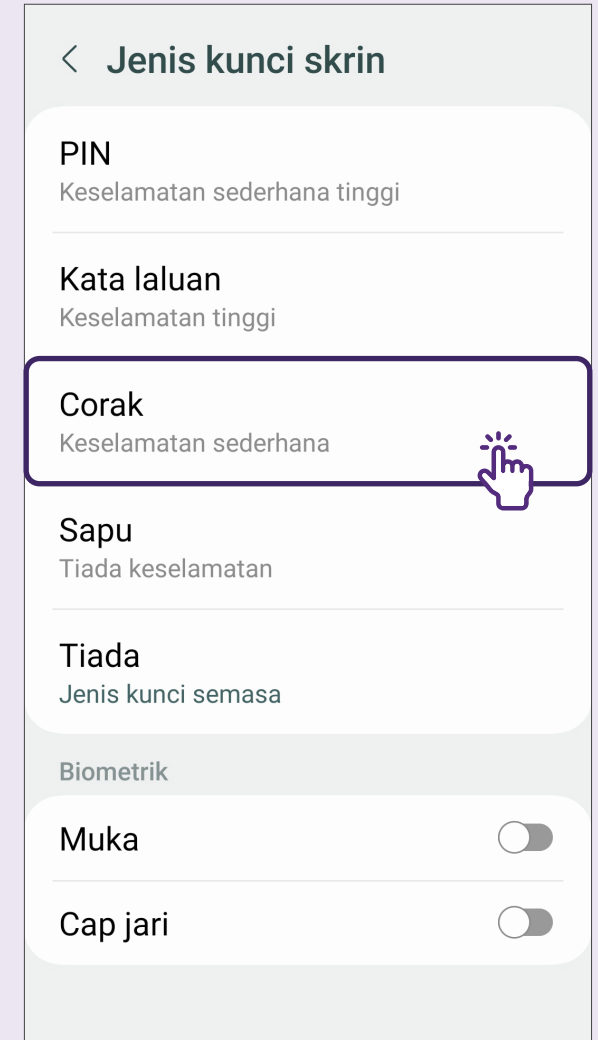 Jenis kunci skrin
PIN
Keselamatan sederhana tinggi
Kata laluan
Keselamatan tinggi
Corak
Keselamatan sederhana
Sapu
Tiada keselamatan
Tiada
Jenis kunci semasa
Biometrik
Muka
Cap jari